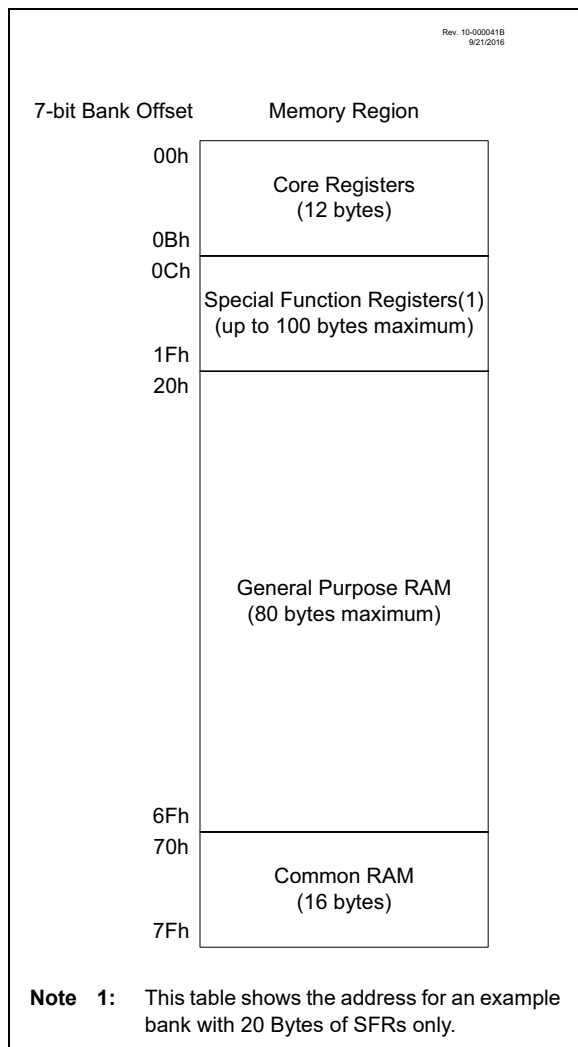 Rev. 10-000041B
9/21/2016
7-bit Bank Offset Memory Region
00h
Core Registers
(12 bytes)
0Bh
0Ch
Special Function Registers(1)
(up to 100 bytes maximum)
1Fh
20h
General Purpose RAM
(80 bytes maximum)
6Fh
70h
Common RAM
(16 bytes)
7Fh
Note 1: This table shows the address for an example
bank with 20 Bytes of SFRs only.